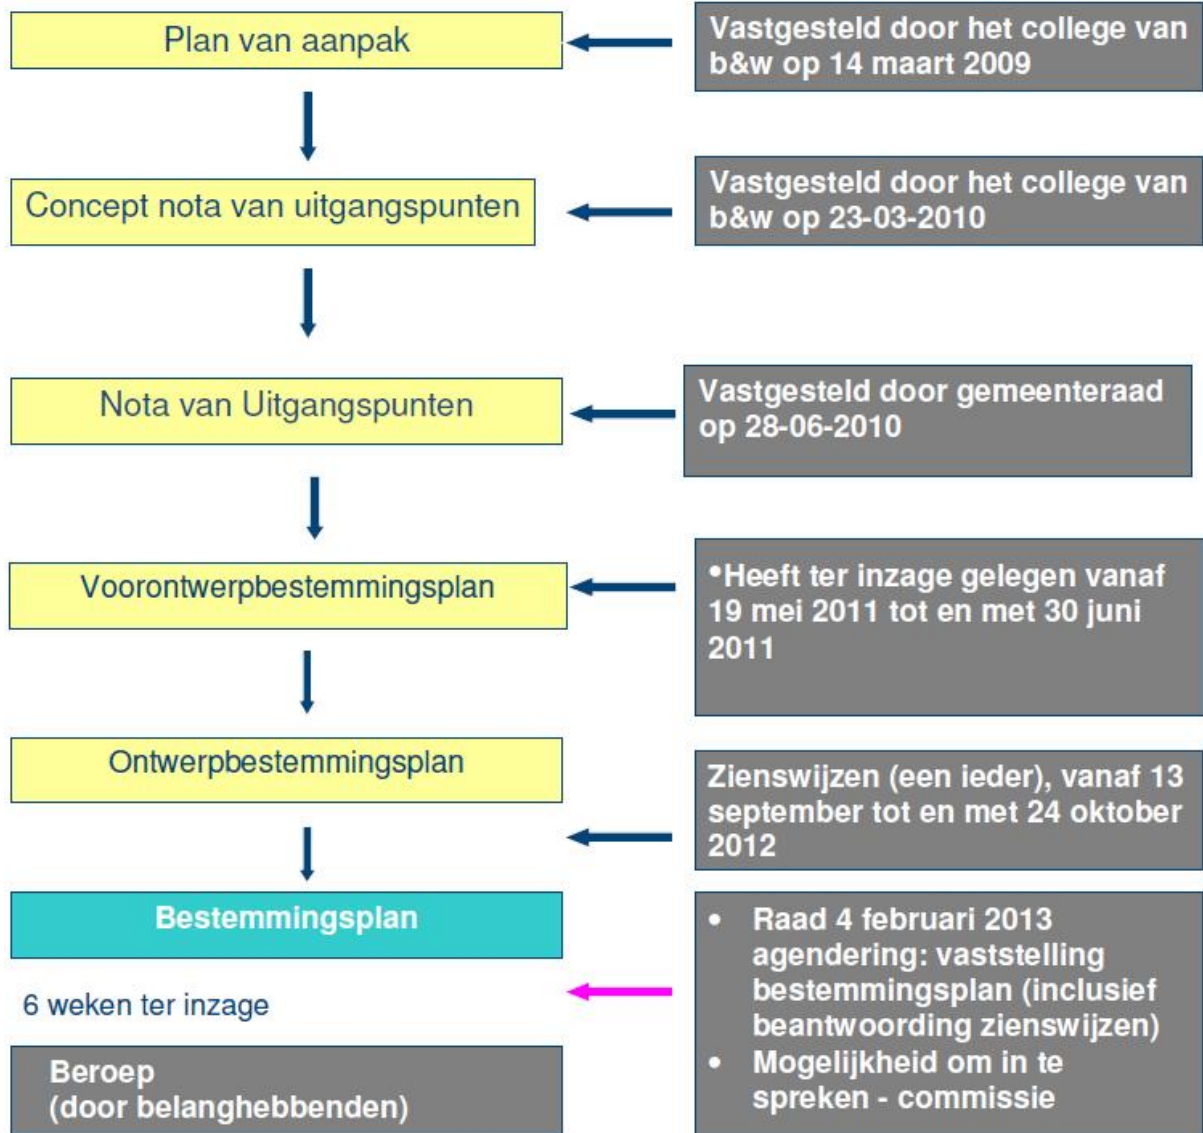 Plan van aanpak
Vastgesteld door het college van
b&w op 14 maart 2009
Concept nota van uitgangspunten
Vastgesteld door het college van
b&w op 23-03-2010
Nota van Uitgangspunten
Vastgesteld door gemeenteraad
op 28-06-2010
Voorontwerpbestemmingsplan
•Heeft ter inzage gelegen vanaf
19 mei 2011 tot en met 30 juni
2011
Ontwerpbestemmingsplan
Zienswijzen (een ieder), vanaf 13
september tot en met 24 oktober
2012
Bestemmingsplan
6 weken ter inzage
• Raad 4 februari 2013
agendering: vaststelling
bestemmingsplan (inclusief
beantwoording zienswijzen)
• Mogelijkheid om in te
spreken - commissie
Beroep
(door belanghebbenden)